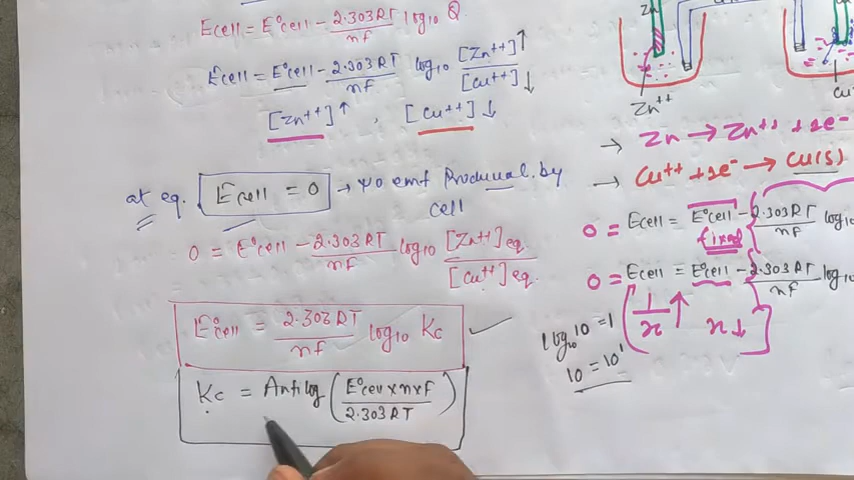 Ecell = E°cell - 2.303RT/nf log10 Q
Ecell = E°cell - 2.303RT/nF log10 [Zn++]↑/[Cu++]↓
[Zn++]↑ , [Cu++]↓
at eq. Ecell = 0 → no emf Produced by
cell
0 = E°cell - 2.303RT/nF log10 [Zn++]eq/[Cu++]eq.
E°cell = 2.303RT/nF log10 Kc
Kc = Antilog (E°cell x n x F/2.303RT)
Zn
Zn++
Cu
→ Zn → Zn++ + 2e-
→ Cu++ + 2e- → Cu(s)
0 = Ecell = E°cell - 2.303RT/nF log10
fixed
0 = Ecell = E°cell - 2.303RT/nF log10
1/x ↑ x↓
log10 10 = 1
10 = 10¹